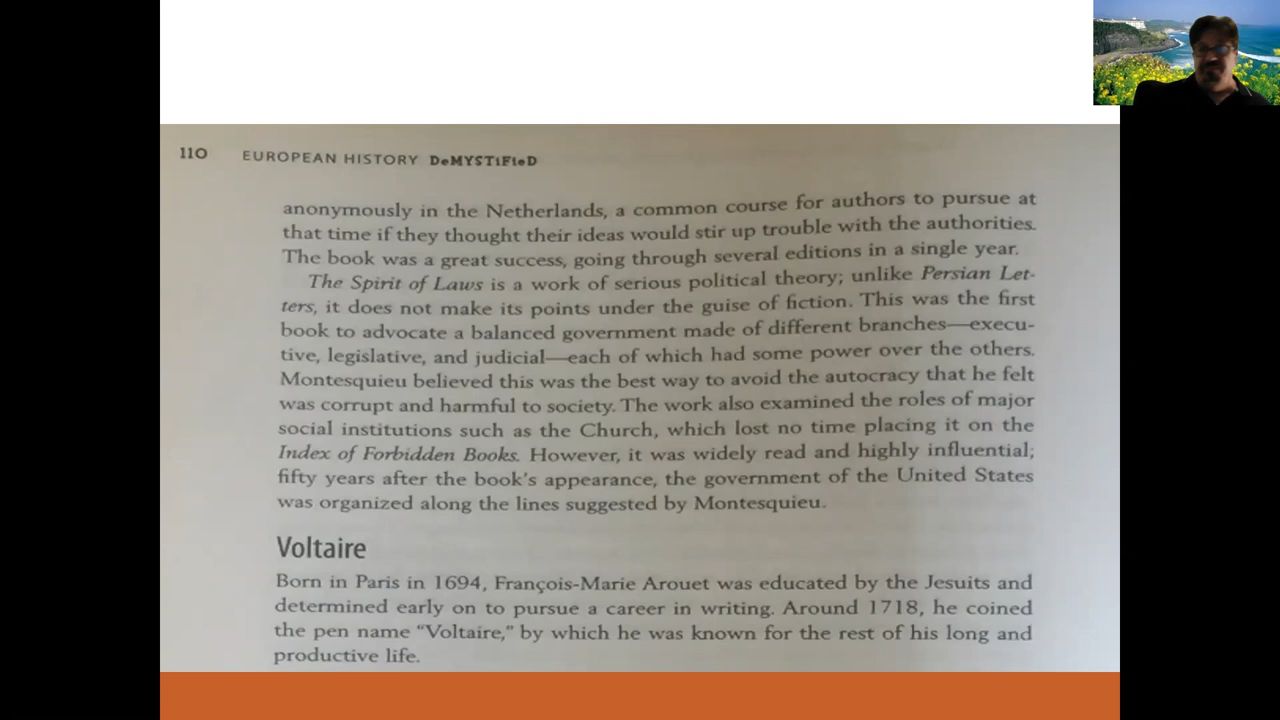 110 EUROPEAN HISTORY DeMYSTiFieD
anonymously in the Netherlands, a common course for authors to pursue at
that time if they thought their ideas would stir up trouble with the authorities.
The book was a great success, going through several editions in a single year.
The Spirit of Laws is a work of serious political theory; unlike Persian Let-
ters, it does not make its points under the guise of fiction. This was the first
book to advocate a balanced government made of different branches—execu-
tive, legislative, and judicial—each of which had some power over the others.
Montesquieu believed this was the best way to avoid the autocracy that he felt
was corrupt and harmful to society. The work also examined the roles of major
social institutions such as the Church, which lost no time placing it on the
Index of Forbidden Books. However, it was widely read and highly influential;
fifty years after the book's appearance, the government of the United States
was organized along the lines suggested by Montesquieu.
Voltaire
Born in Paris in 1694, François-Marie Arouet was educated by the Jesuits and
determined early on to pursue a career in writing. Around 1718, he coined
the pen name “Voltaire,” by which he was known for the rest of his long and
productive life.